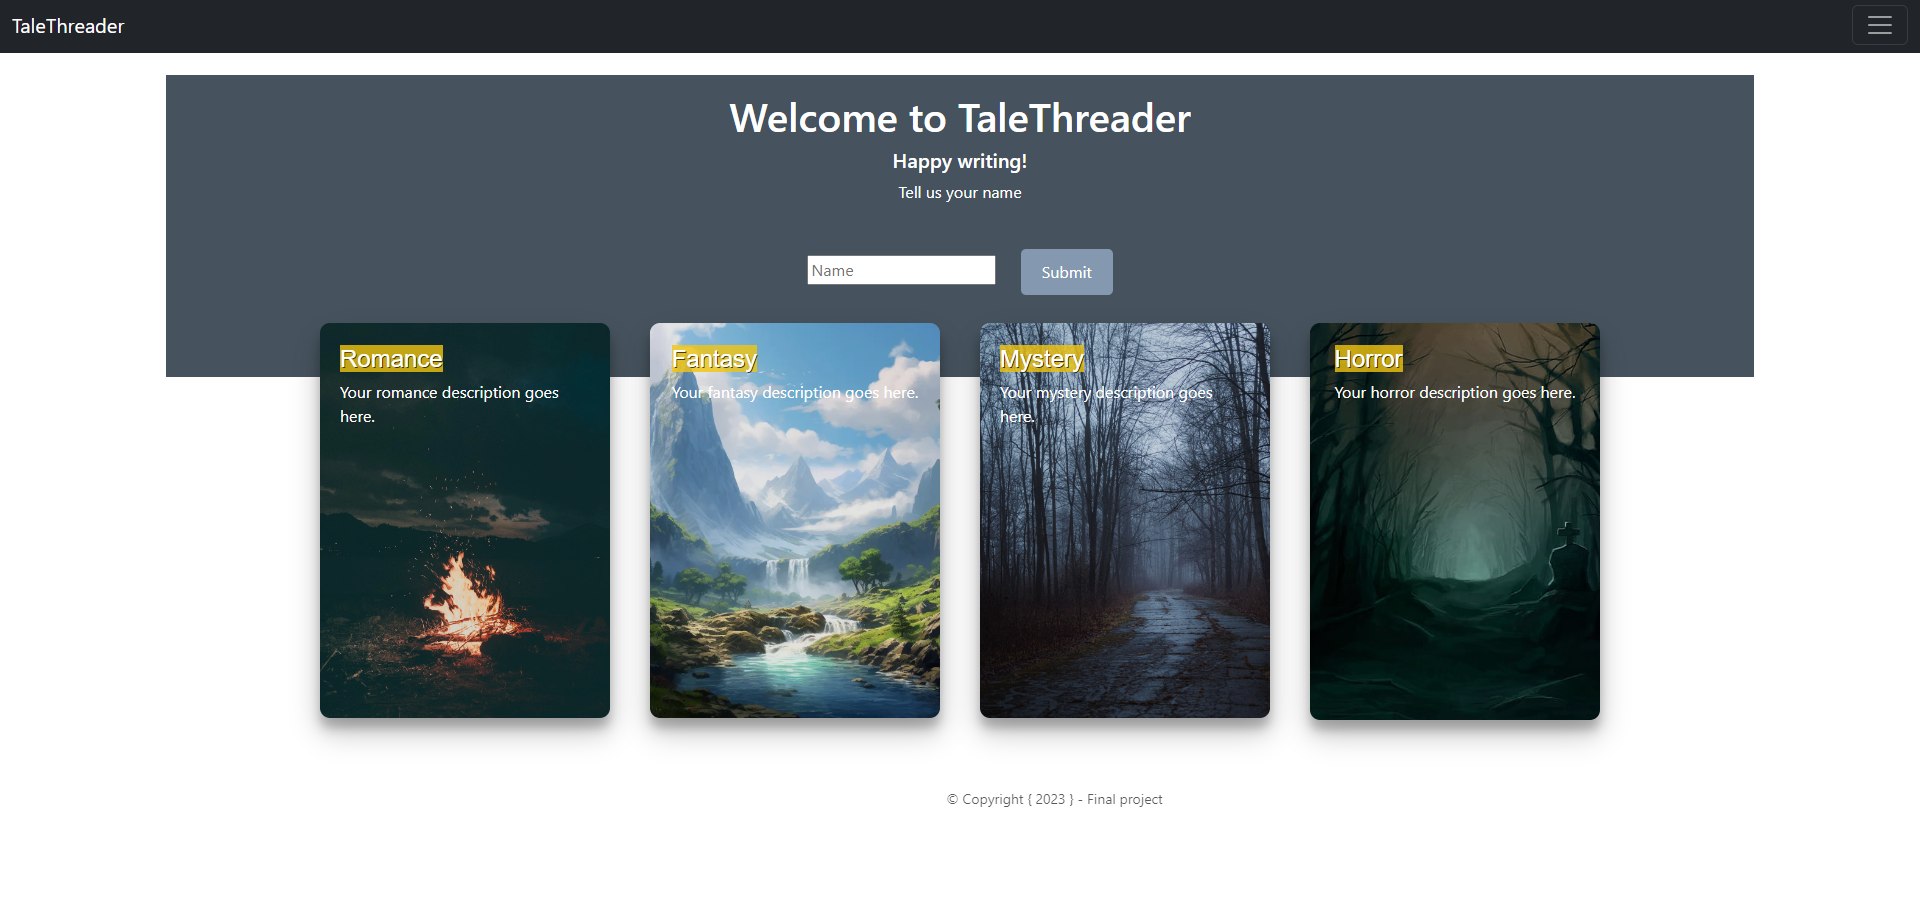 TaleThreader
Welcome to TaleThreader
Happy writing!
Tell us your name
Name
Submit
Romance
Your romance description goes
here.
Fantasy
Your fantasy description goes here.
Mystery
Your mystery description goes
here.
Horror
Your horror description goes here.
© Copyright { 2023 } - Final project